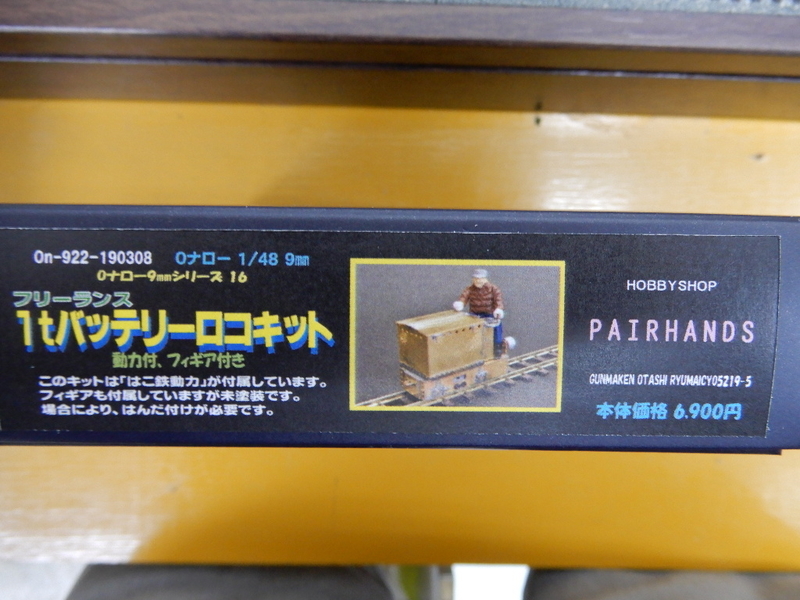 On-922-190308 Oナロー 1/48 9㎜
Oナロー9㎜シリーズ 16
フリーランス
1tバッテリーロコキット
動力付、フィギア付き
このキットは「はこ鉄動力」が付属しています。
フィギアも付属していますが未塗装です。
場合により、はんだ付けが必要です。
HOBBYSHOP
PAIRHANDS
GUNMAKEN OTASHI RYUMAICYO5219-5
本体価格 6,900円